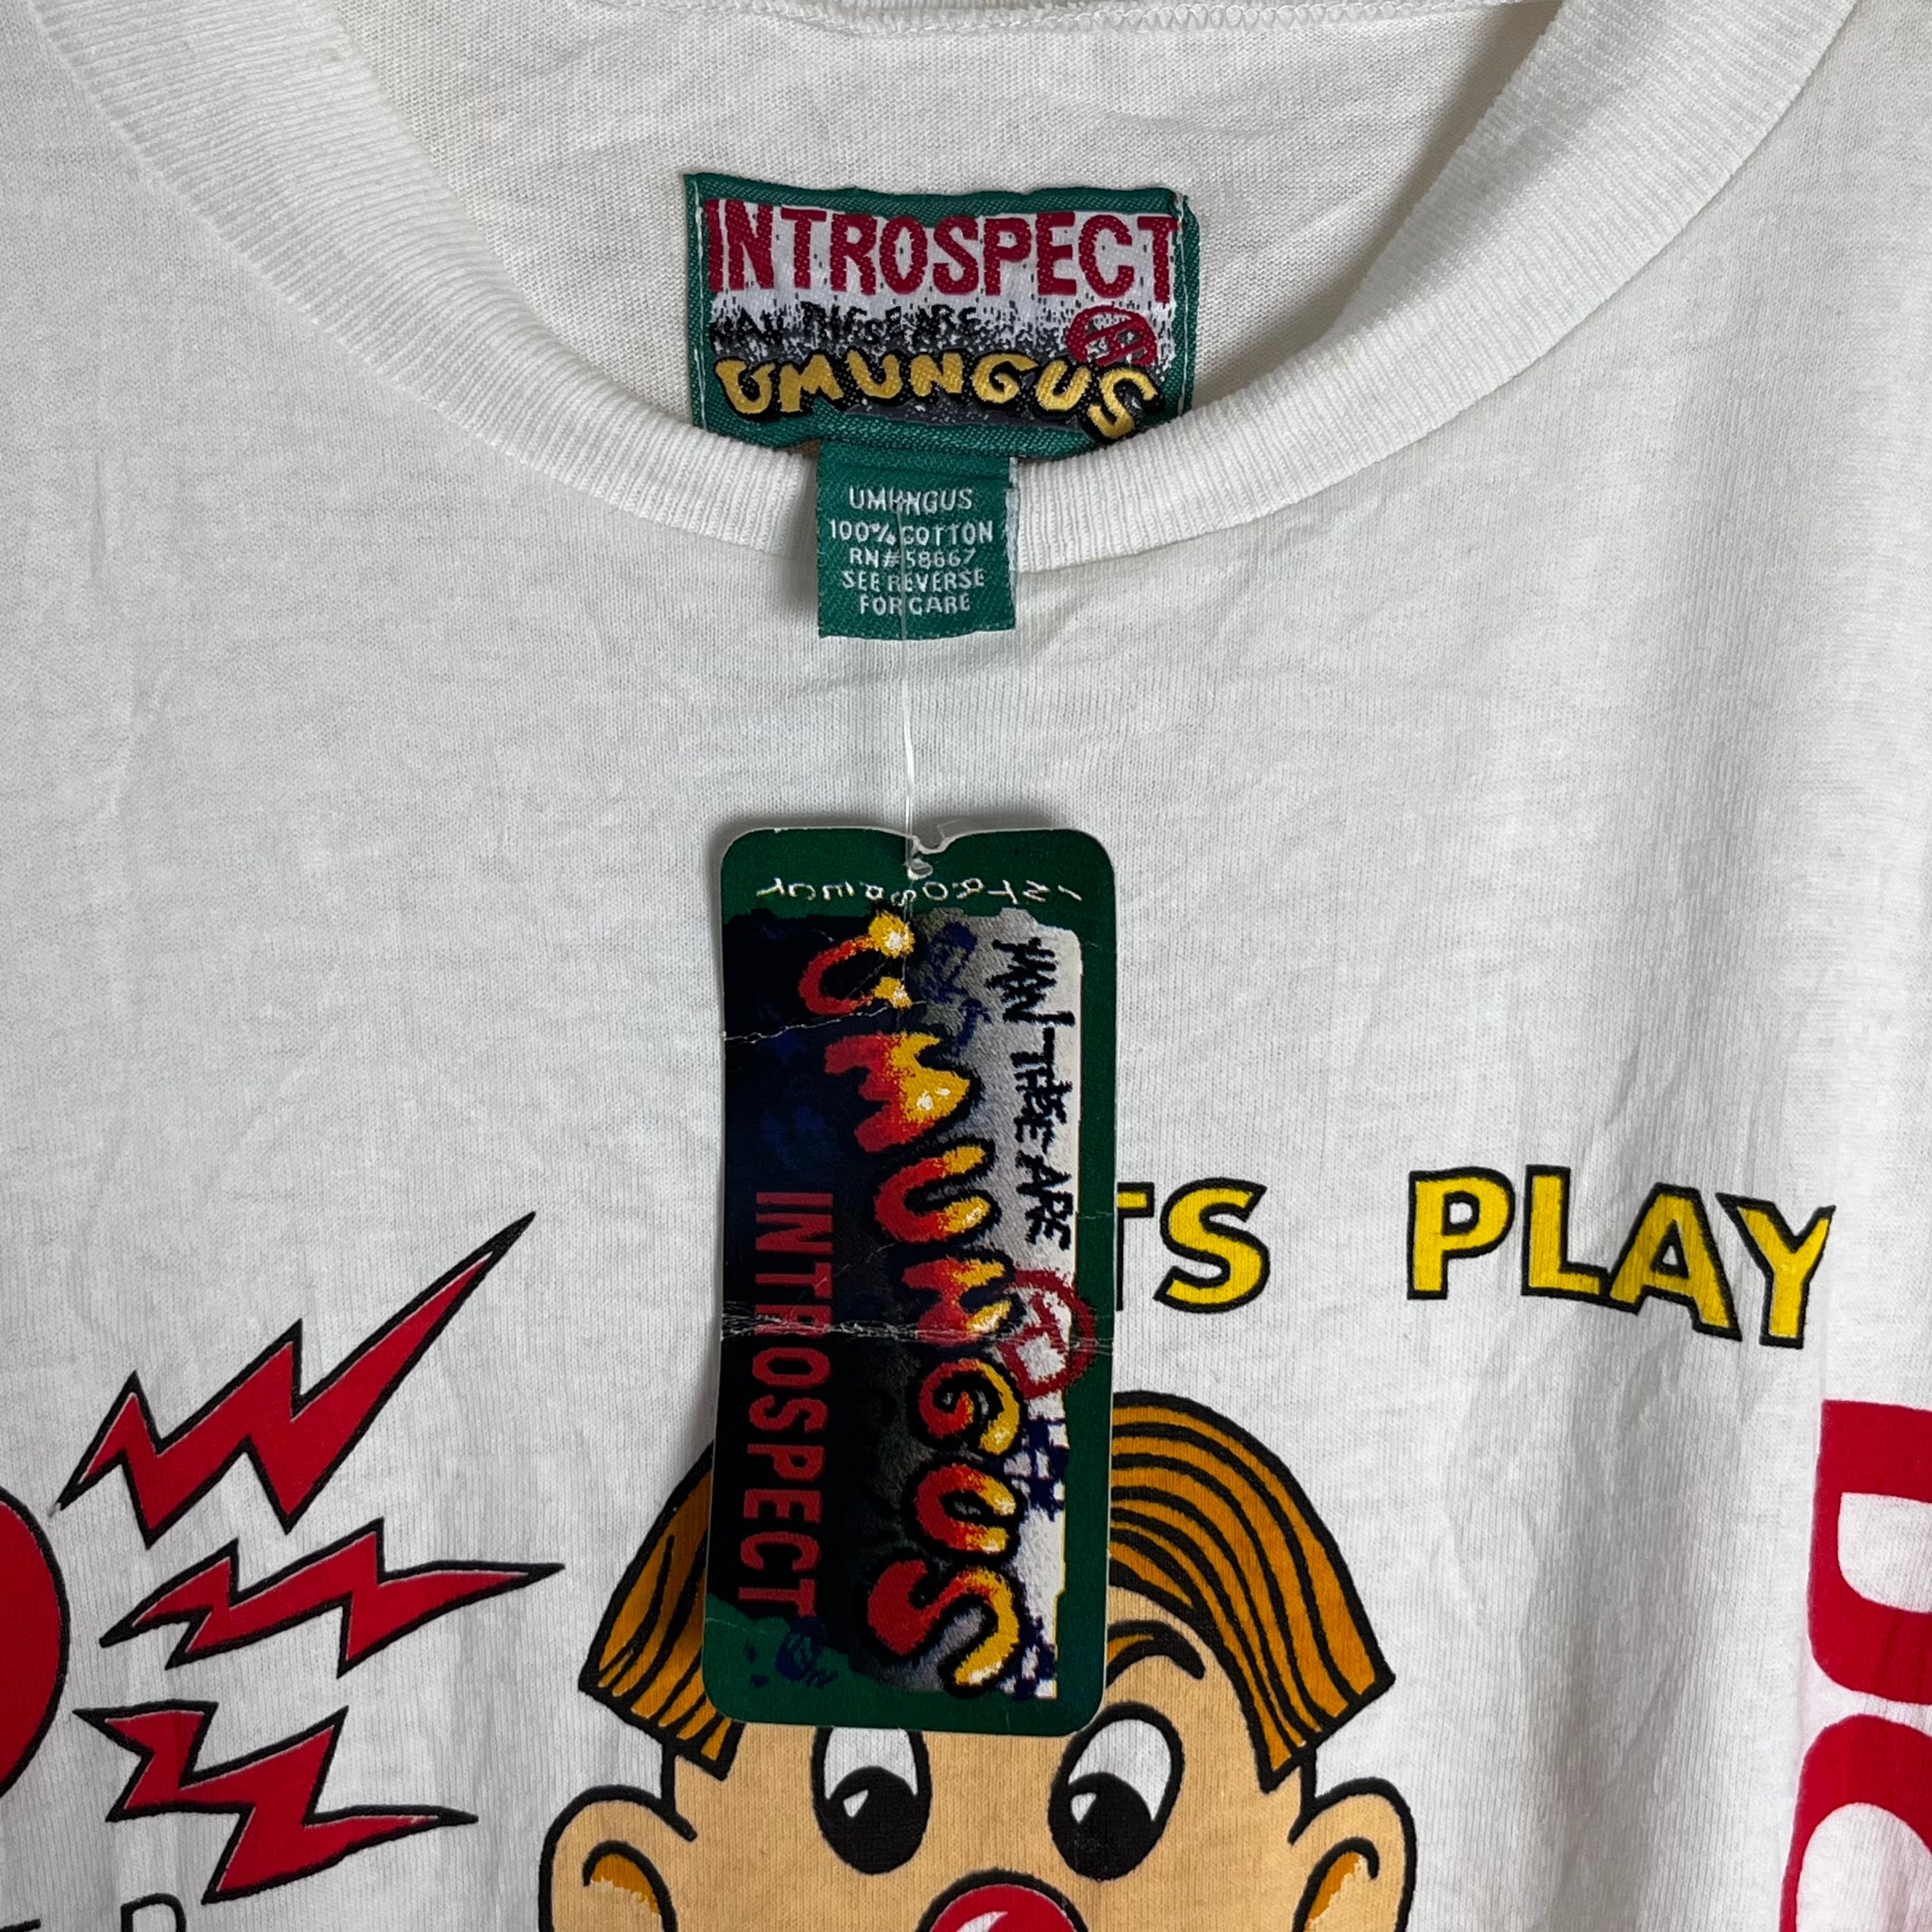 INTROSPECT
MAN THESE ARE
UMUNGUS
UMUNGUS
100% COTTON
RN#58667
SEE REVERSE
FOR CARE
INTROSPECT
MAN THESE ARE
UMUNGUS
INTROSPECT
TS PLAY